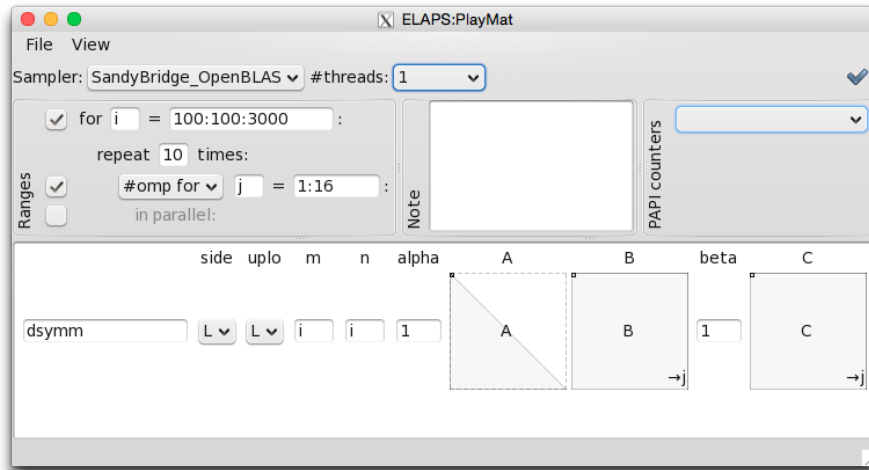 X ELAPS:PlayMat
File View
Sampler: SandyBridge_OpenBLAS #threads: 1
for i = 100:100:3000 :
repeat 10 times:
#omp for j = 1:16 :
in parallel:
Ranges
Note
PAPI counters
side uplo m n alpha A B beta C
dsymm L L i i 1 A B 1 C
→j →j